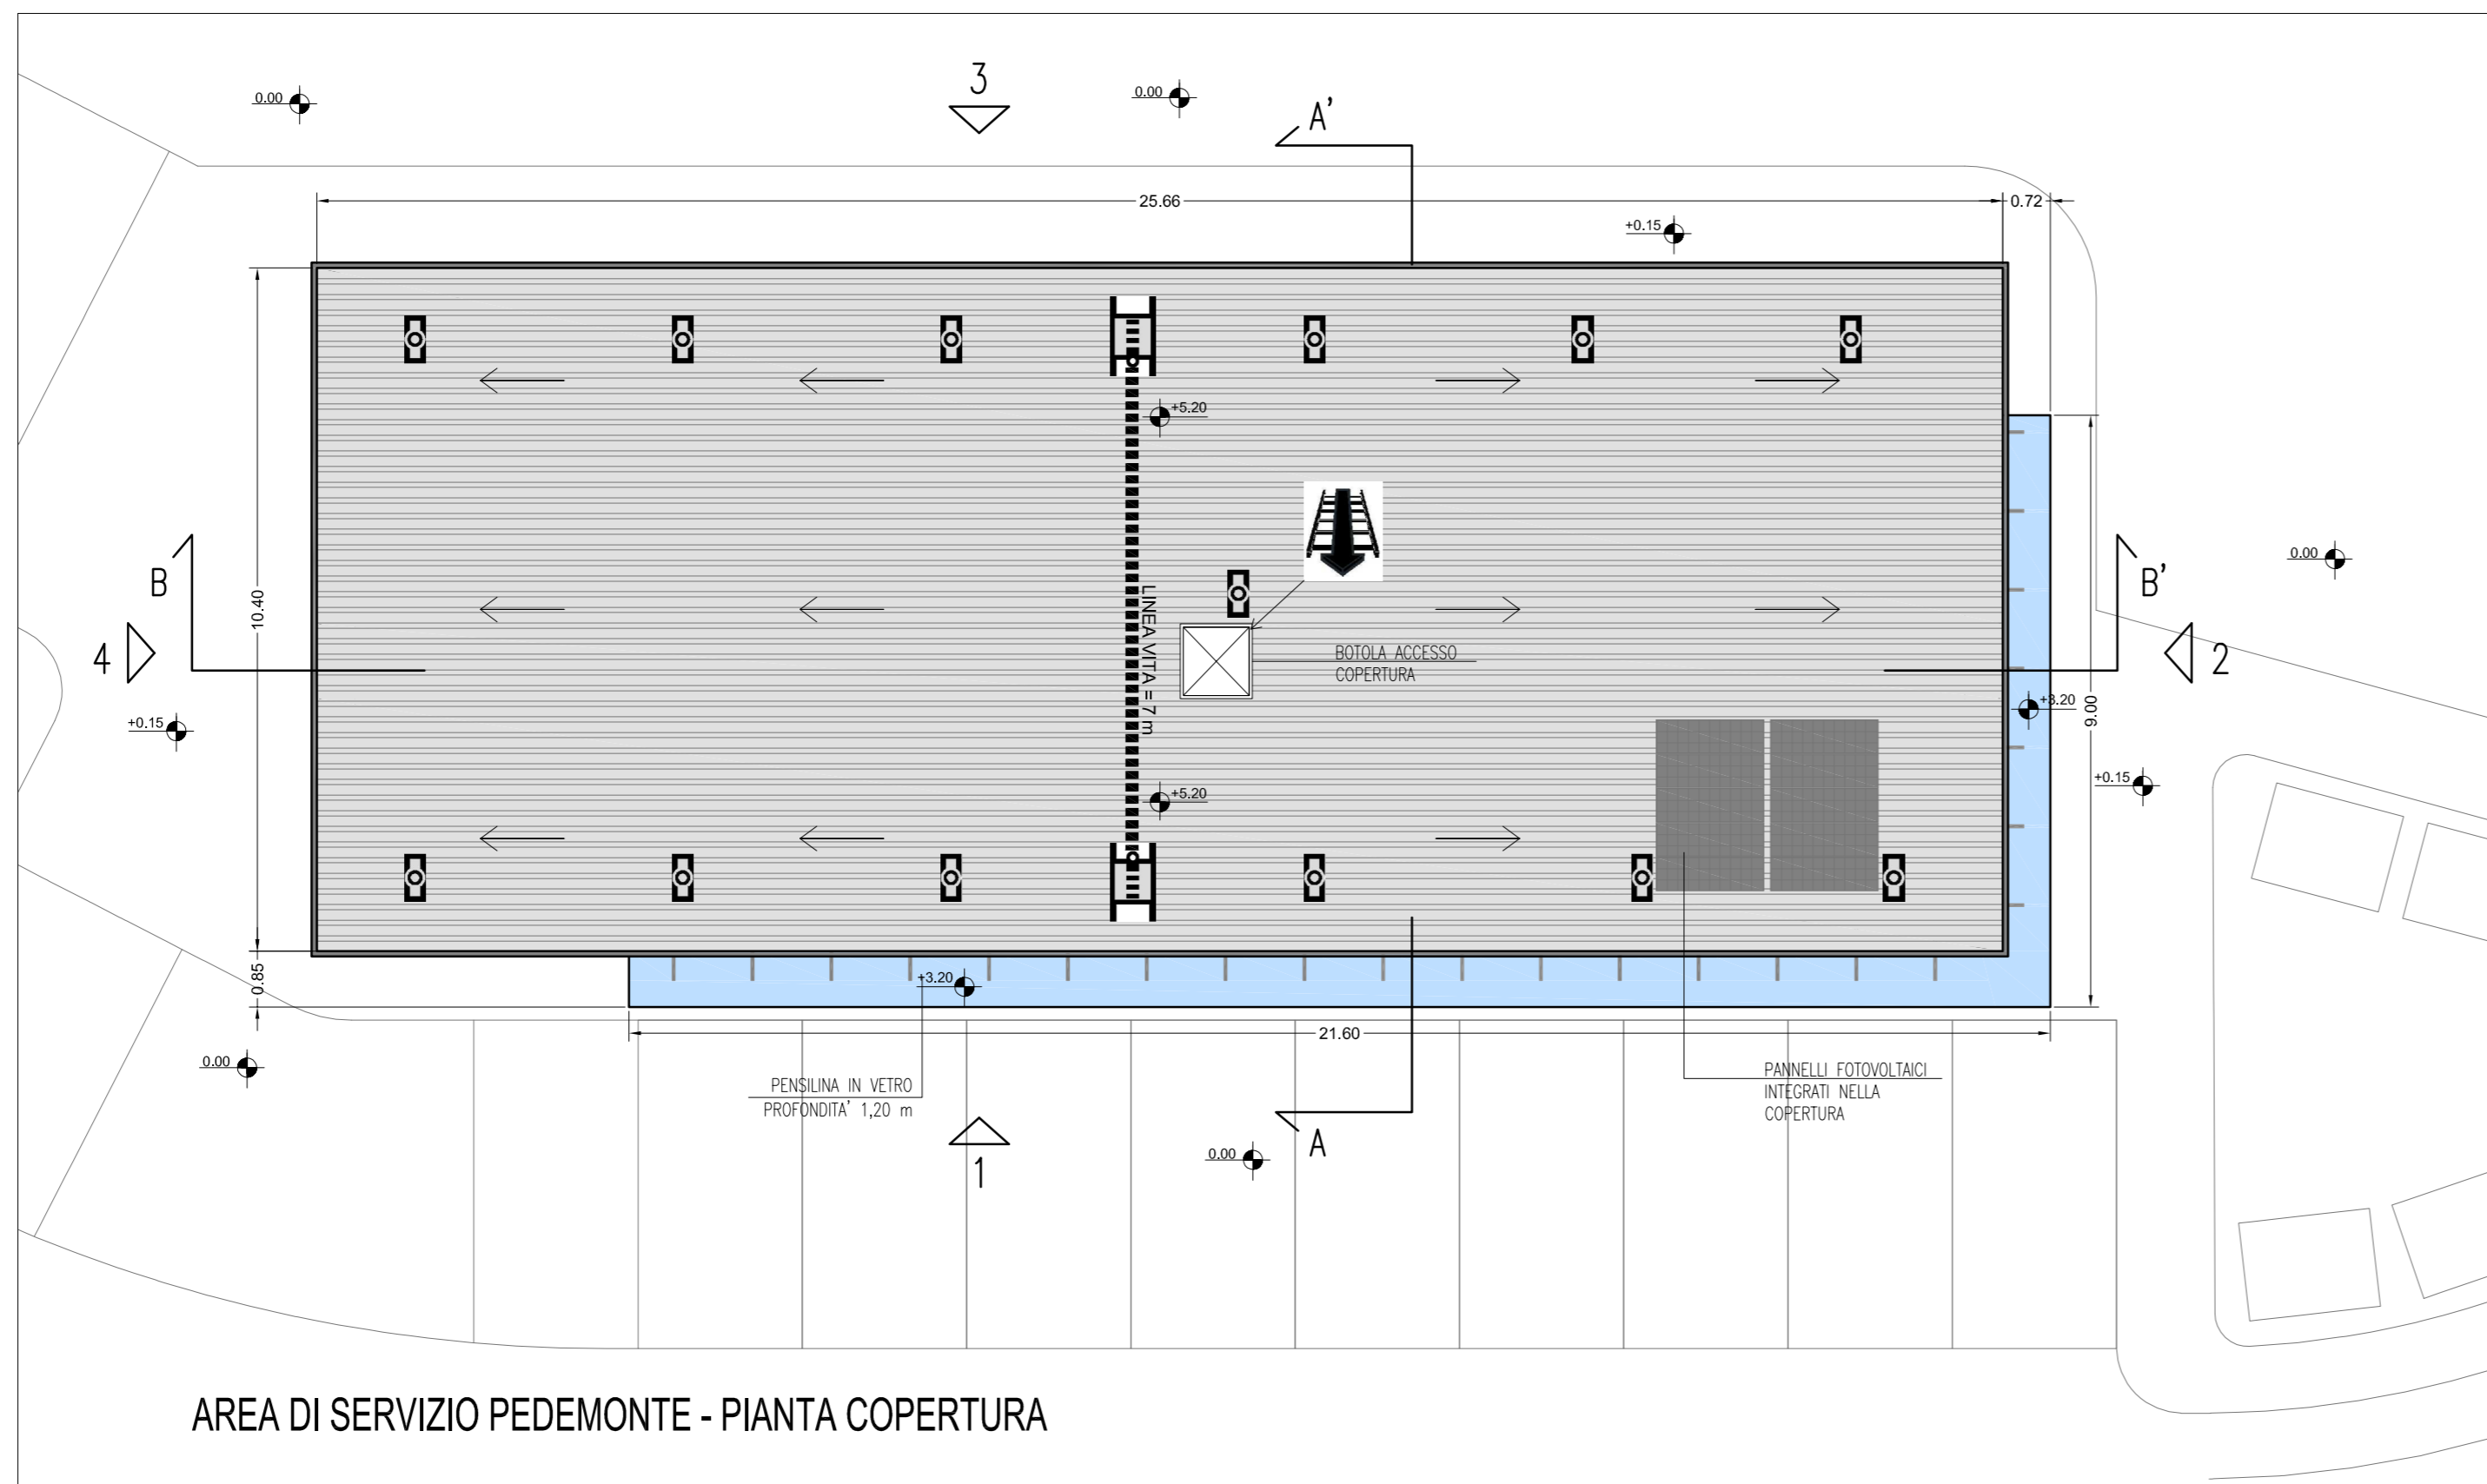 3
0.00
0.00
A'
25.66
0.72
+0.15
+5.20
0.00
B
B'
10.40
LINEA VITA = 7 m
4
2
BOTOLA ACCESSO
COPERTURA
+3.20
9.00
+0.15
+0.15
+5.20
0.85
+3.20
21.60
0.00
PENSILINA IN VETRO
PROFONDITA' 1,20 m
PANNELLI FOTOVOLTAICI
INTEGRATI NELLA
COPERTURA
1
0.00
A
AREA DI SERVIZIO PEDEMONTE - PIANTA COPERTURA